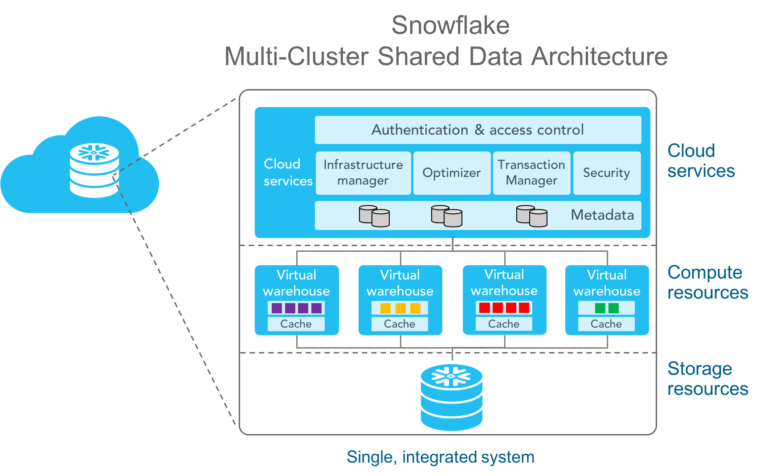 Snowflake
Multi-Cluster Shared Data Architecture
Authentication & access control
Cloud
services
Infrastructure
manager
Optimizer
Transaction
Manager
Security
Metadata
Cloud
services
Virtual
warehouse
Cache
Virtual
warehouse
Cache
Virtual
warehouse
Cache
Virtual
warehouse
Cache
Compute
resources
Storage
resources
Single, integrated system